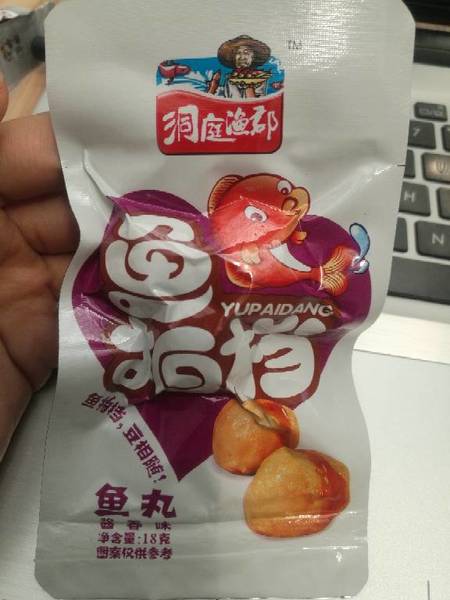 TM
洞庭渔郡
鱼
拍档
YUPAIDANG
鱼拍档,豆相随!
鱼丸
酱香味
净含量:18克
图案仅供参考